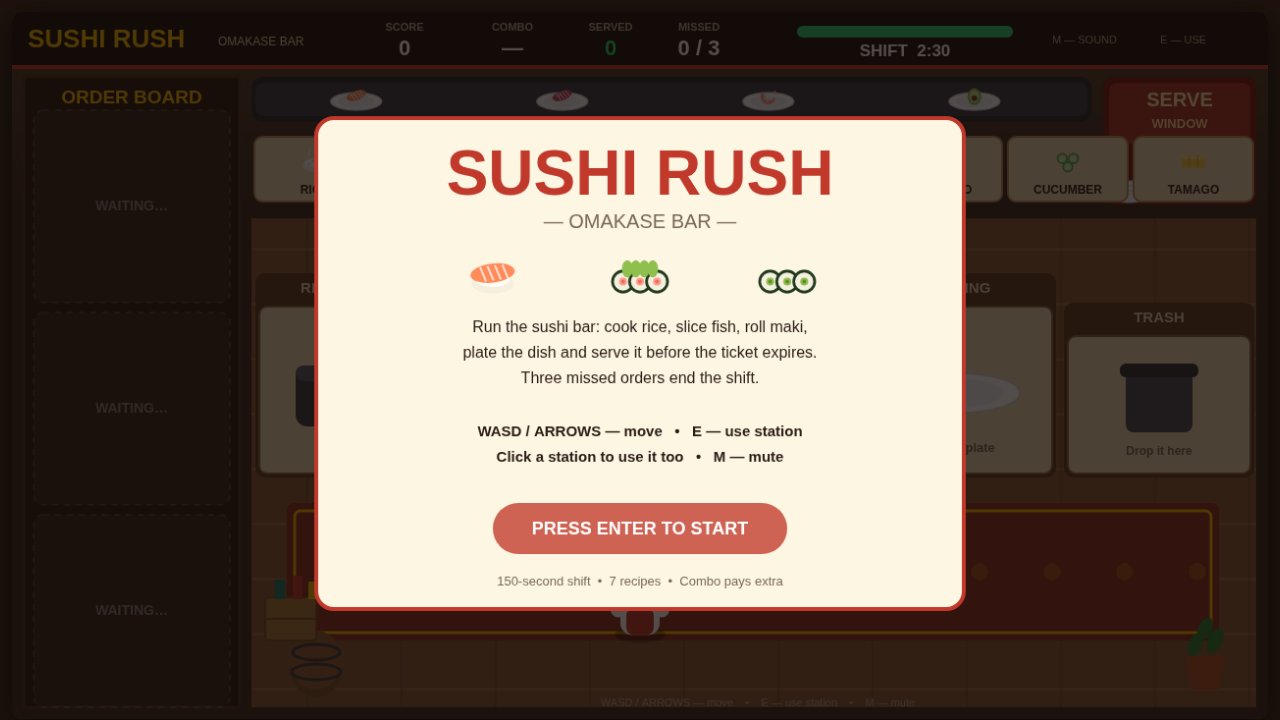 SUSHI RUSH
OMAKASE BAR
SCORE
0
COMBO
—
SERVED
0
MISSED
0 / 3
SHIFT 2:30
M — SOUND
E — USE
ORDER BOARD
WAITING...
WAITING...
WAITING...
SERVE
WINDOW
CUCUMBER
TAMAGO
TRASH
plate
Drop it here
SUSHI RUSH
— OMAKASE BAR —
Run the sushi bar: cook rice, slice fish, roll maki,
plate the dish and serve it before the ticket expires.
Three missed orders end the shift.
WASD / ARROWS — move • E — use station
Click a station to use it too • M — mute
PRESS ENTER TO START
150-second shift • 7 recipes • Combo pays extra
WASD / ARROWS — move • E — use station • M — mute